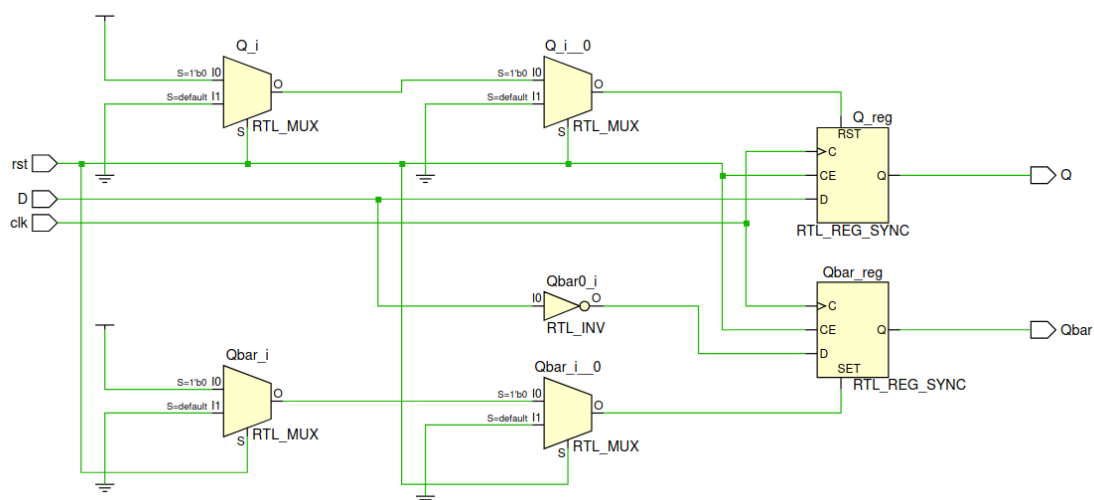 Q_i
S=1'b0 I0
S=default I1
O
S
RTL_MUX
Q_i__0
S=1'b0 I0
S=default I1
O
S
RTL_MUX
Q_reg
RST
C
CE
D
Q
RTL_REG_SYNC
rst
D
clk
Q
Qbar0_i
I0
O
RTL_INV
Qbar_reg
C
CE
D
Q
SET
RTL_REG_SYNC
Qbar
Qbar_i
S=1'b0 I0
S=default I1
O
S
RTL_MUX
Qbar_i__0
S=1'b0 I0
S=default I1
O
S
RTL_MUX